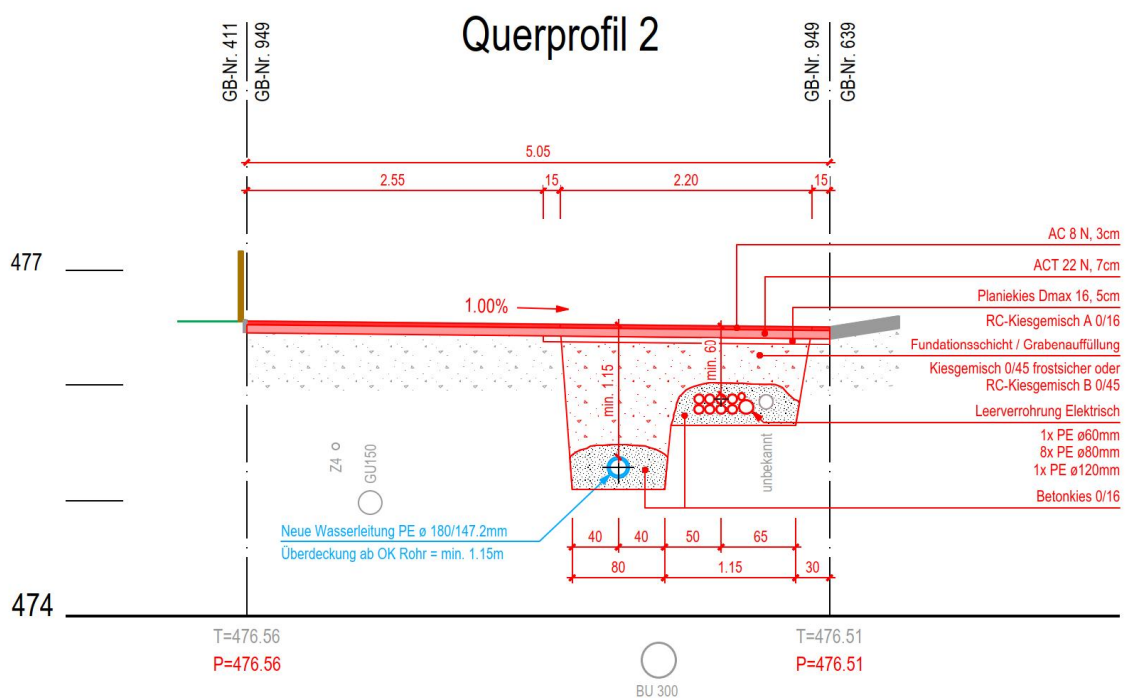 Querprofil 2
GB-Nr. 411
GB-Nr. 949
GB-Nr. 949
GB-Nr. 639
5.05
2.55
15
2.20
15
477
1.00%
AC 8 N, 3cm
ACT 22 N, 7cm
Planiekies Dmax 16, 5cm
RC-Kiesgemisch A 0/16
Fundationsschicht / Grabenauffüllung
Kiesgemisch 0/45 frostsicher oder
RC-Kiesgemisch B 0/45
Leerverrohrung Elektrisch
1x PE ø60mm
8x PE ø80mm
1x PE ø120mm
Betonkies 0/16
min. 1.15
min. 60
unbekannt
Z4
GU150
Neue Wasserleitung PE ø 180/147.2mm
Überdeckung ab OK Rohr = min. 1.15m
40
40
50
65
80
1.15
30
474
T=476.56
P=476.56
T=476.51
P=476.51
BU 300